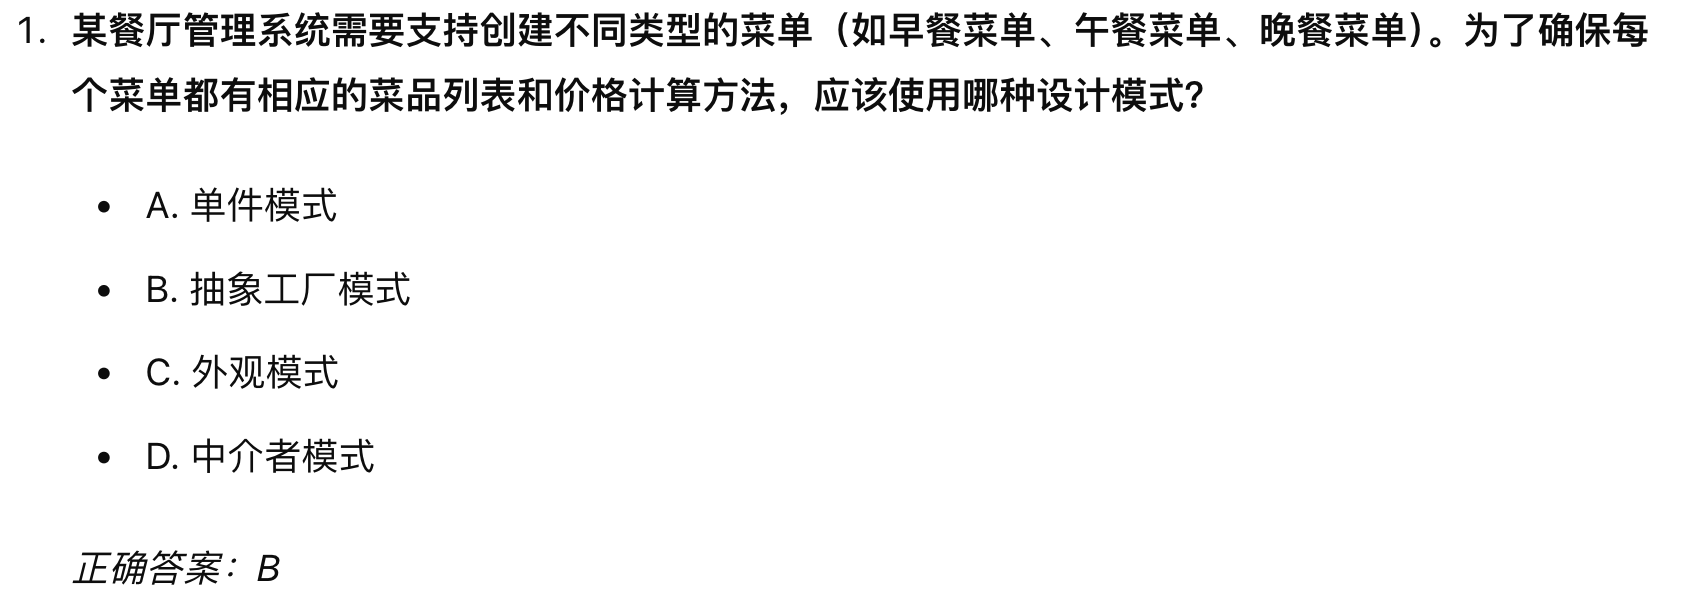 1. 某餐厅管理系统需要支持创建不同类型的菜单（如早餐菜单、午餐菜单、晚餐菜单）。为了确保每
个菜单都有相应的菜品列表和价格计算方法，应该使用哪种设计模式?
• A. 单件模式
• B. 抽象工厂模式
• C. 外观模式
• D. 中介者模式
正确答案：B